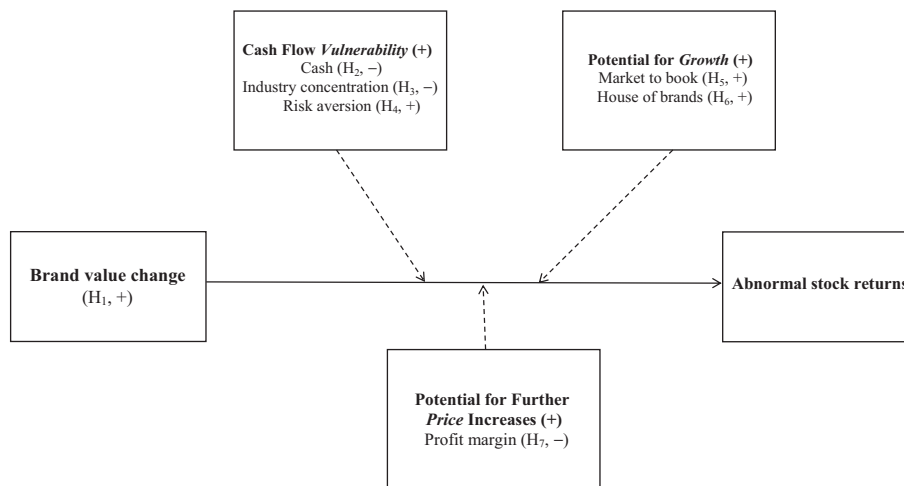 Cash Flow Vulnerability (+)
Cash (H₂, −)
Industry concentration (H₃, −)
Risk aversion (H₄, +)
Potential for Growth (+)
Market to book (H₅, +)
House of brands (H₆, +)
Brand value change
(H₁, +)
Abnormal stock returns
Potential for Further
Price Increases (+)
Profit margin (H₇, −)